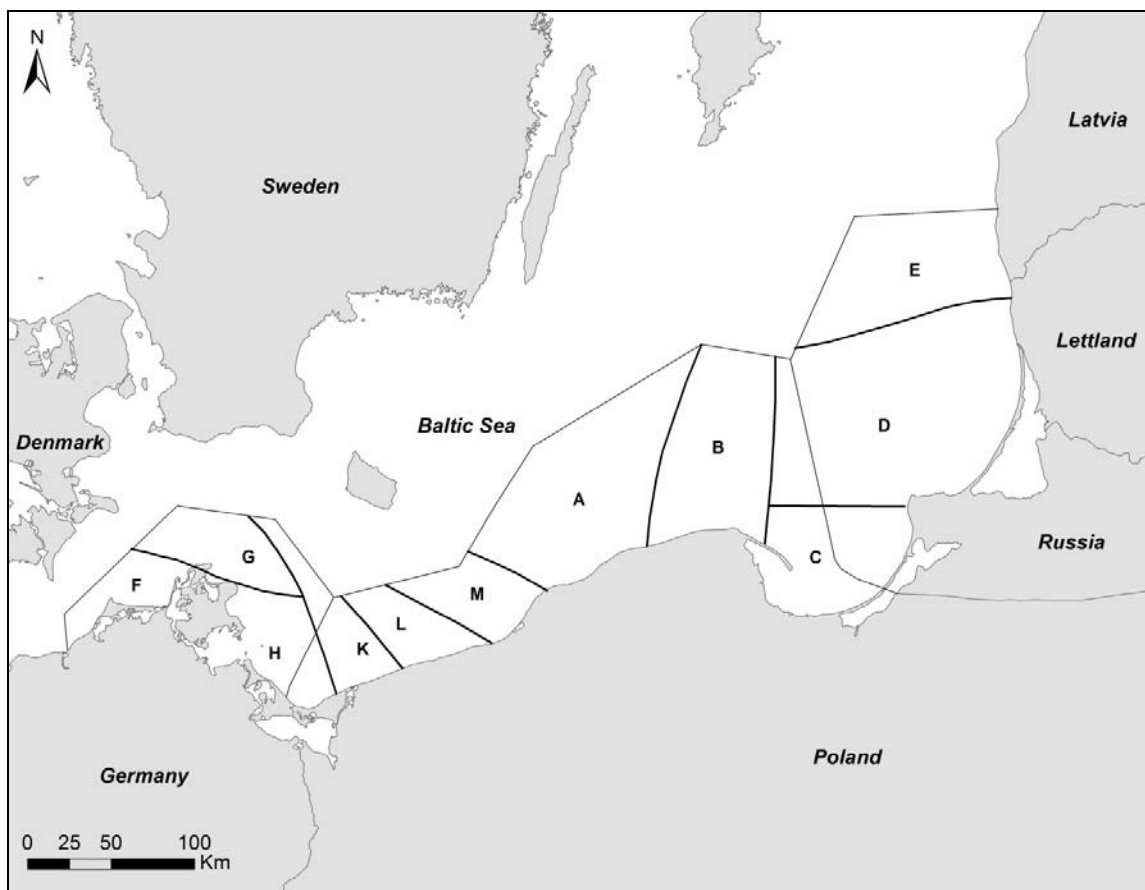 N
Latvia
Sweden
E
Lettland
Baltic Sea
D
Denmark
B
A
G
C
Russia
F
M
L
H
K
Poland
Germany
0 25 50 100
Km